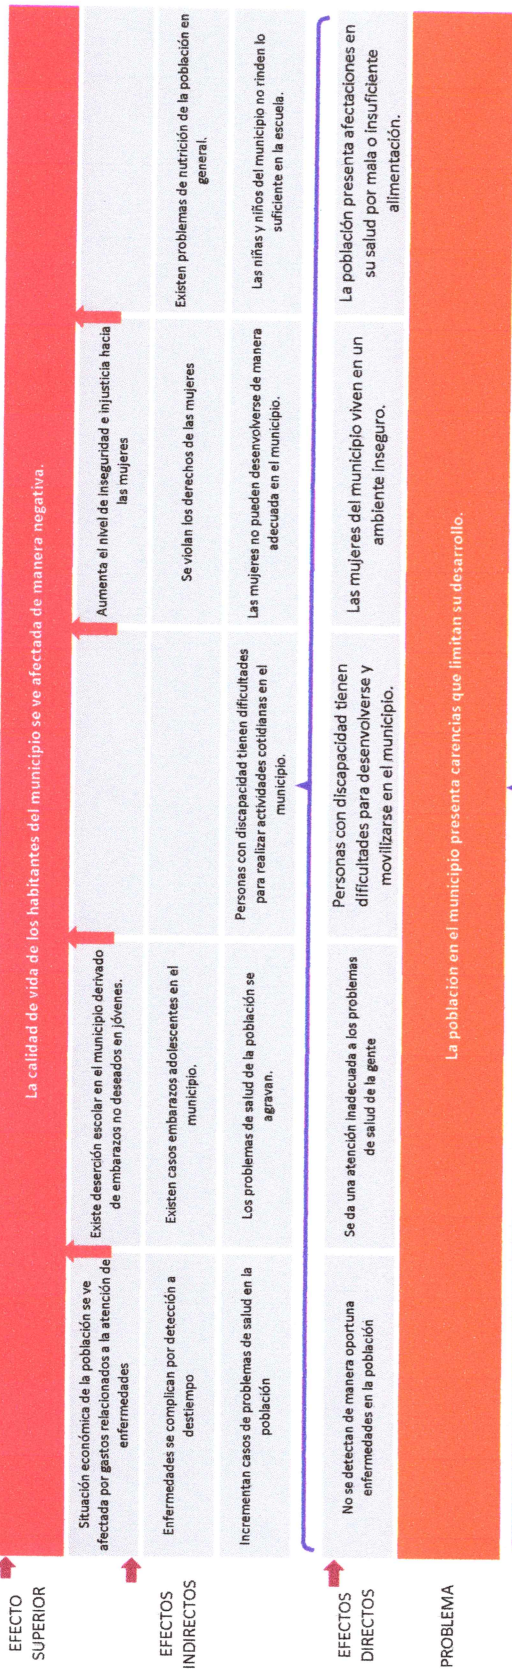 EFECTO
SUPERIOR
La calidad de vida de los habitantes del municipio se ve afectada de manera negativa.
EFECTOS
INDIRECTOS
Situación económica de la población se ve
afectada por gastos relacionados a la atención de
enfermedades
Existe deserción escolar en el municipio derivado
de embarazos no deseados en jóvenes.
Aumenta el nivel de inseguridad e injusticia hacia
las mujeres
Enfermedades se complican por detección a
destiempo
Existen casos embarazos adolescentes en el
municipio.
Se violan los derechos de las mujeres
Existen problemas de nutrición de la población en
general.
Incrementan casos de problemas de salud en la
población
Los problemas de salud de la población se
agravan.
Personas con discapacidad tienen dificultades
para realizar actividades cotidianas en el
municipio.
Las mujeres no pueden desenvolverse de manera
adecuada en el municipio.
Las niñas y niños del municipio no rinden lo
suficiente en la escuela.
EFECTOS
DIRECTOS
No se detectan de manera oportuna
enfermedades en la población
Se da una atención inadecuada a los problemas
de salud de la gente
Personas con discapacidad tienen
dificultades para desenvolverse y
movilizarse en el municipio.
Las mujeres del municipio viven en un
ambiente inseguro.
La población presenta afectaciones en
su salud por mala o insuficiente
alimentación.
PROBLEMA
La población en el municipio presenta carencias que limitan su desarrollo.